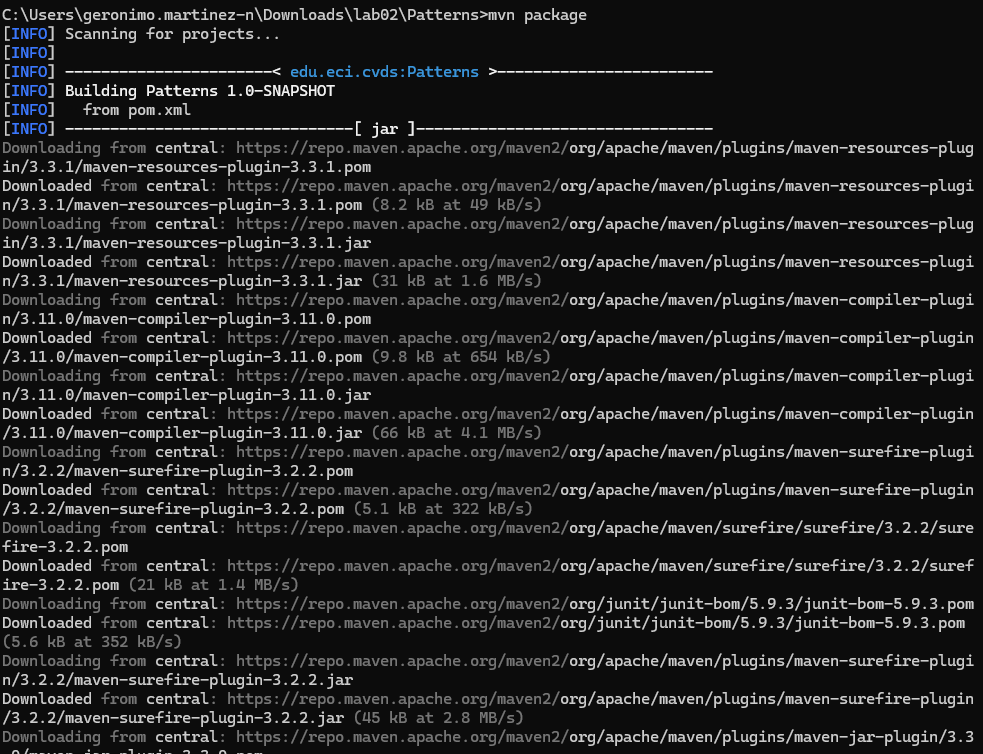 C:\Users\geronimo.martinez-n\Downloads\lab02\Patterns>mvn package
[INFO] Scanning for projects...
[INFO]
[INFO] -----------------------< edu.eci.cvds:Patterns >------------------------
[INFO] Building Patterns 1.0-SNAPSHOT
[INFO]   from pom.xml
[INFO] --------------------------------[ jar ]---------------------------------
Downloading from central: https://repo.maven.apache.org/maven2/org/apache/maven/plugins/maven-resources-plug
in/3.3.1/maven-resources-plugin-3.3.1.pom
Downloaded from central: https://repo.maven.apache.org/maven2/org/apache/maven/plugins/maven-resources-plugi
n/3.3.1/maven-resources-plugin-3.3.1.pom (8.2 kB at 49 kB/s)
Downloading from central: https://repo.maven.apache.org/maven2/org/apache/maven/plugins/maven-resources-plug
in/3.3.1/maven-resources-plugin-3.3.1.jar
Downloaded from central: https://repo.maven.apache.org/maven2/org/apache/maven/plugins/maven-resources-plugi
n/3.3.1/maven-resources-plugin-3.3.1.jar (31 kB at 1.6 MB/s)
Downloading from central: https://repo.maven.apache.org/maven2/org/apache/maven/plugins/maven-compiler-plugi
n/3.11.0/maven-compiler-plugin-3.11.0.pom
Downloaded from central: https://repo.maven.apache.org/maven2/org/apache/maven/plugins/maven-compiler-plugin
/3.11.0/maven-compiler-plugin-3.11.0.pom (9.8 kB at 654 kB/s)
Downloading from central: https://repo.maven.apache.org/maven2/org/apache/maven/plugins/maven-compiler-plugi
n/3.11.0/maven-compiler-plugin-3.11.0.jar
Downloaded from central: https://repo.maven.apache.org/maven2/org/apache/maven/plugins/maven-compiler-plugin
/3.11.0/maven-compiler-plugin-3.11.0.jar (66 kB at 4.1 MB/s)
Downloading from central: https://repo.maven.apache.org/maven2/org/apache/maven/plugins/maven-surefire-plugi
n/3.2.2/maven-surefire-plugin-3.2.2.pom
Downloaded from central: https://repo.maven.apache.org/maven2/org/apache/maven/plugins/maven-surefire-plugin
/3.2.2/maven-surefire-plugin-3.2.2.pom (5.1 kB at 322 kB/s)
Downloading from central: https://repo.maven.apache.org/maven2/org/apache/maven/surefire/surefire/3.2.2/sure
fire-3.2.2.pom
Downloaded from central: https://repo.maven.apache.org/maven2/org/apache/maven/surefire/surefire/3.2.2/suref
ire-3.2.2.pom (21 kB at 1.4 MB/s)
Downloading from central: https://repo.maven.apache.org/maven2/org/junit/junit-bom/5.9.3/junit-bom-5.9.3.pom
Downloaded from central: https://repo.maven.apache.org/maven2/org/junit/junit-bom/5.9.3/junit-bom-5.9.3.pom
(5.6 kB at 352 kB/s)
Downloading from central: https://repo.maven.apache.org/maven2/org/apache/maven/plugins/maven-surefire-plugi
n/3.2.2/maven-surefire-plugin-3.2.2.jar
Downloaded from central: https://repo.maven.apache.org/maven2/org/apache/maven/plugins/maven-surefire-plugin
/3.2.2/maven-surefire-plugin-3.2.2.jar (45 kB at 2.8 MB/s)
Downloading from central: https://repo.maven.apache.org/maven2/org/apache/maven/plugins/maven-jar-plugin/3.3